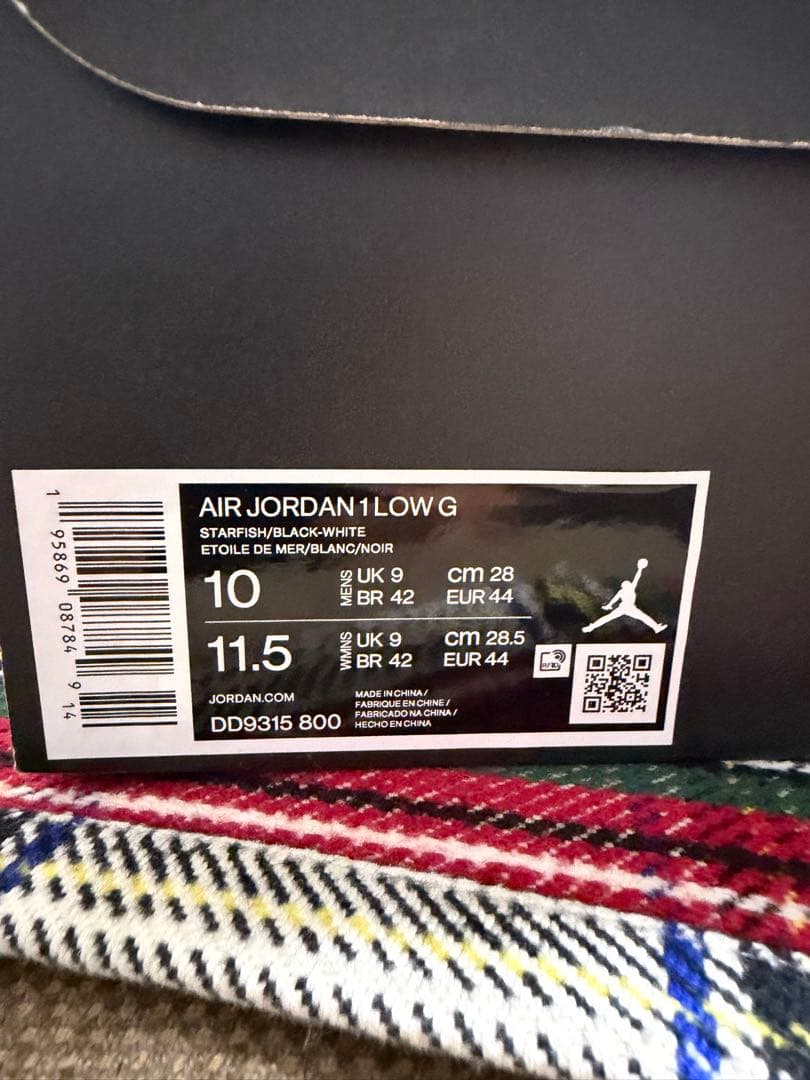 AIR JORDAN 1 LOW G
STARFISH/BLACK-WHITE
ETOILE DE MER/BLANC/NOIR
10 MENS UK 9 cm 28
BR 42 EUR 44
11.5 WMNS UK 9 cm 28.5
BR 42 EUR 44
JORDAN.COM
DD9315 800
MADE IN CHINA /
FABRIQUE EN CHINE /
FABRICADO NA CHINA /
HECHO EN CHINA
RFID
1 95869 08784 9 14